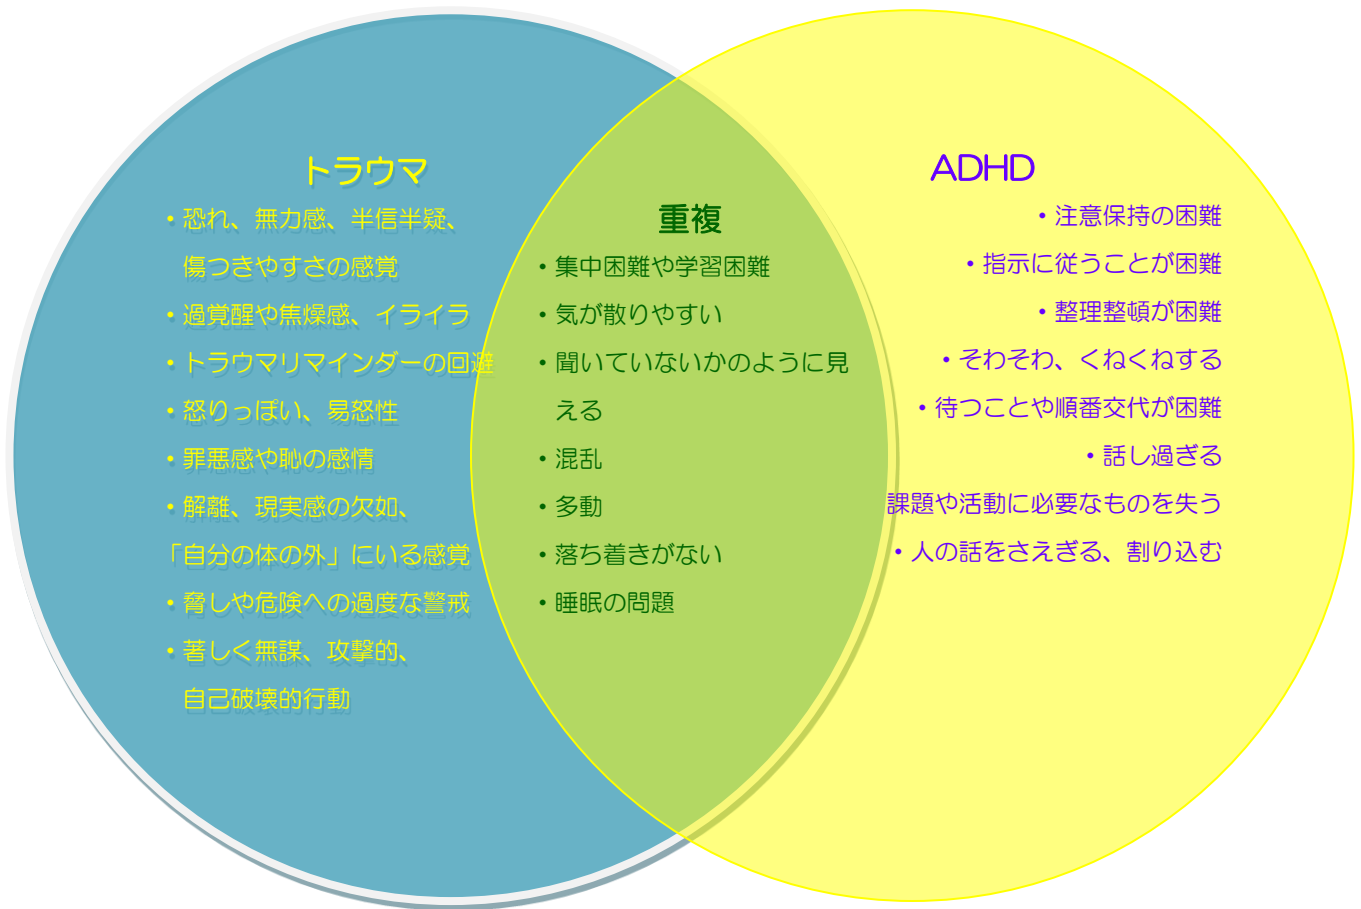 トラウマ
・恐れ、無力感、半信半疑、
傷つきやすさの感覚
・過覚醒や焦燥感、イライラ
・トラウマリマインダーの回避
・怒りっぽい、易怒性
・罪悪感や恥の感情
・解離、現実感の欠如、
「自分の体の外」にいる感覚
・脅しや危険への過度な警戒
・著しく無謀、攻撃的、
自己破壊的行動
重複
・集中困難や学習困難
・気が散りやすい
・聞いていないかのように見
える
・混乱
・多動
・落ち着きがない
・睡眠の問題
ADHD
・注意保持の困難
・指示に従うことが困難
・整理整頓が困難
・そわそわ、くねくねする
・待つことや順番交代が困難
・話し過ぎる
課題や活動に必要なものを失う
・人の話をさえぎる、割り込む